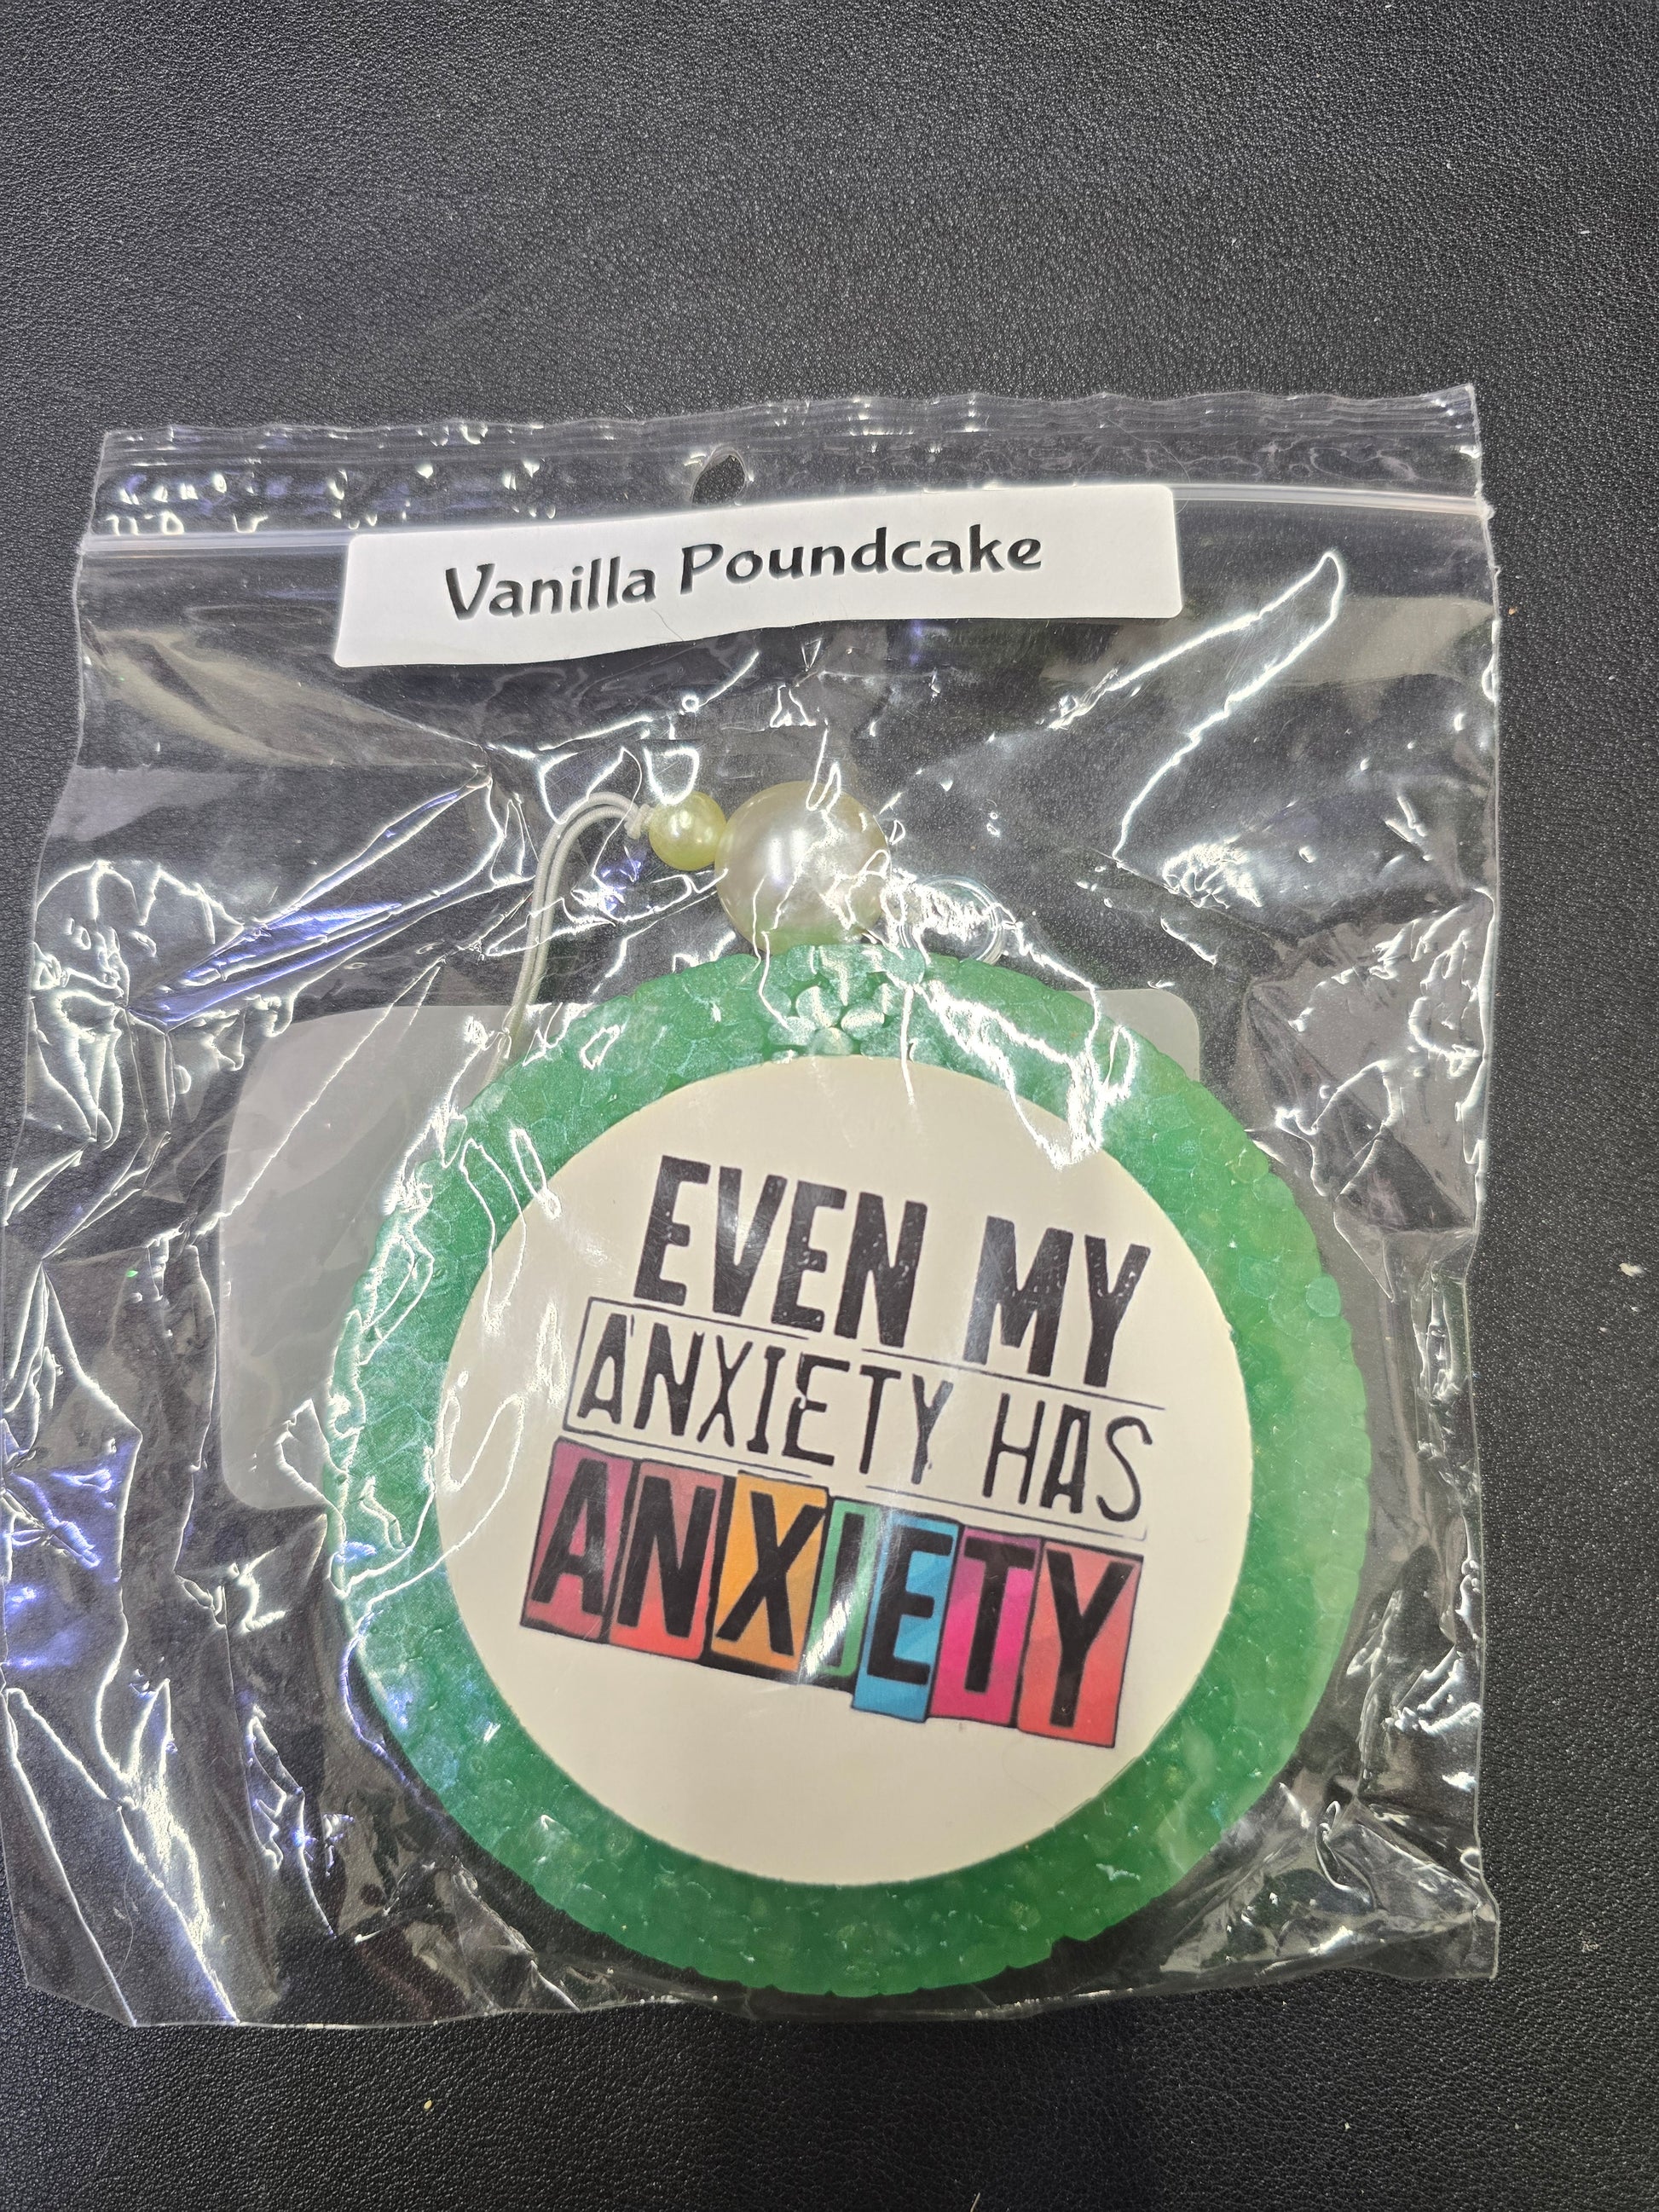 Vanilla Poundcake
EVEN MY
ANXIETY HAS
ANXIETY